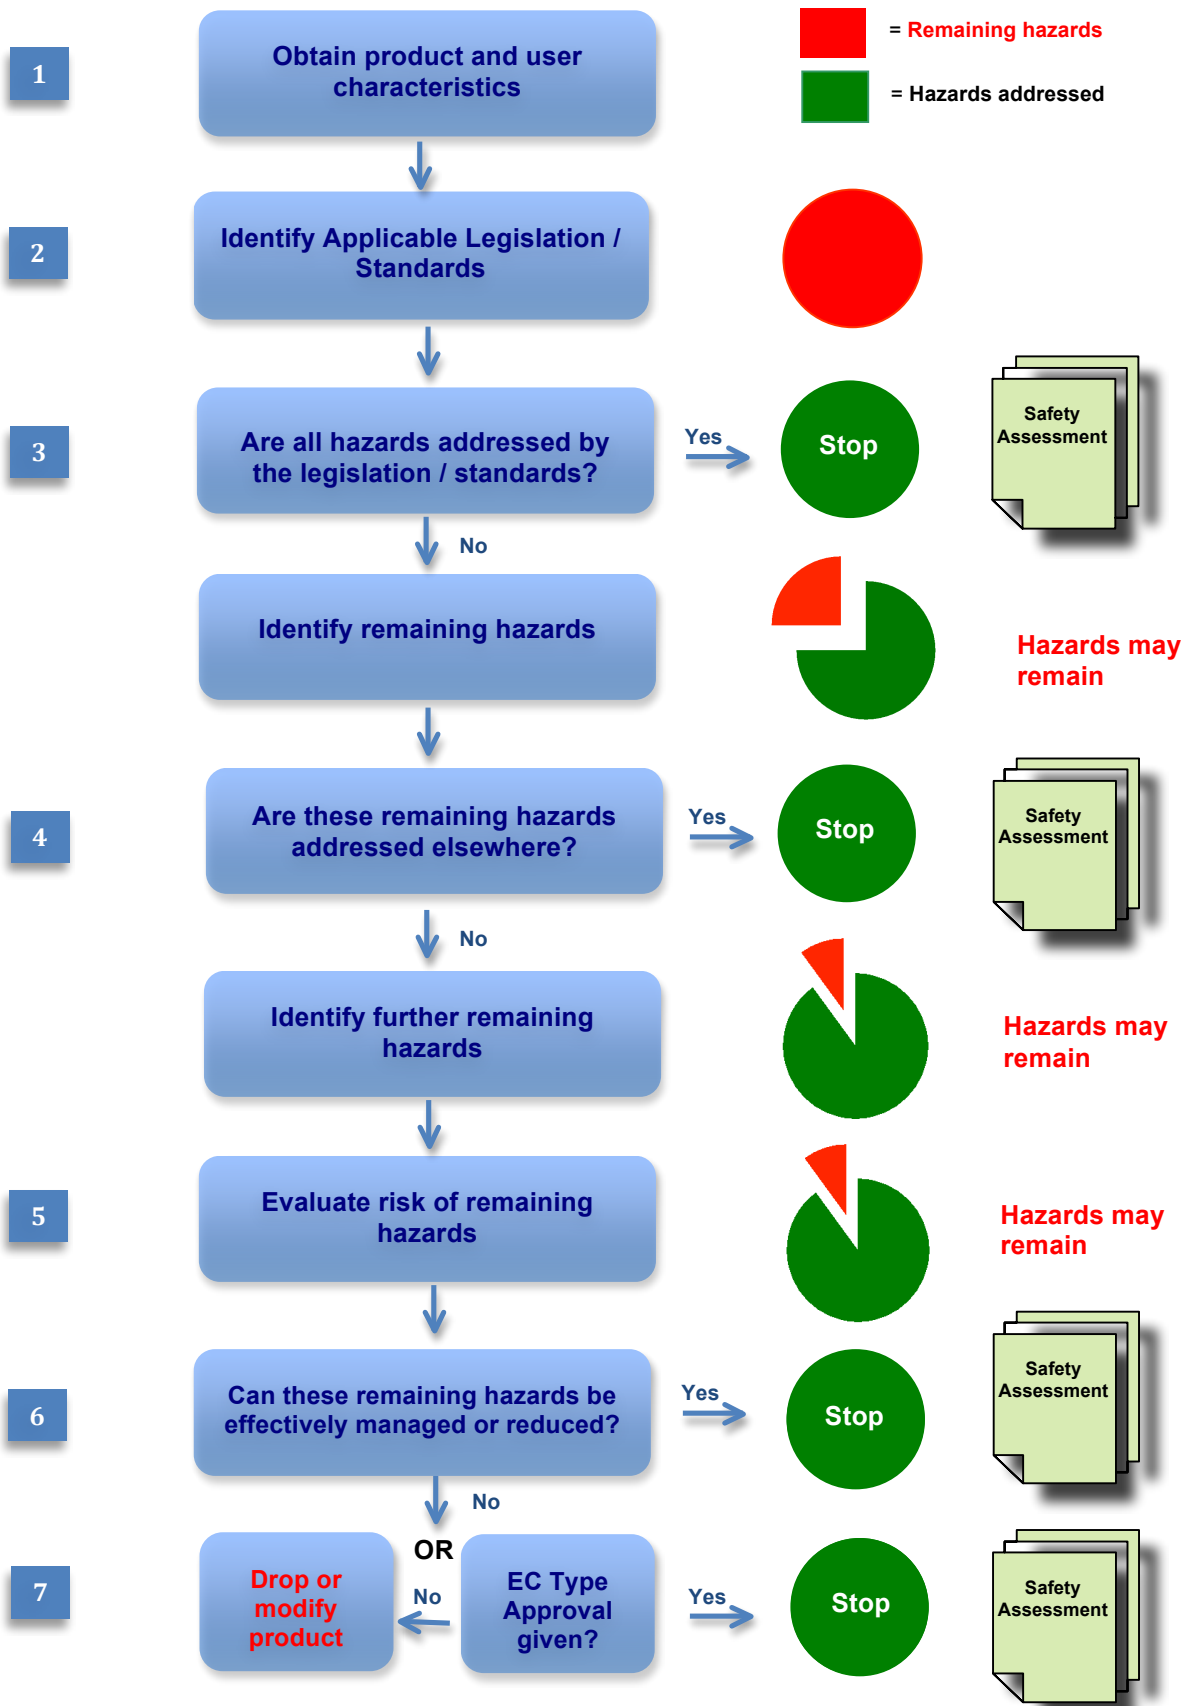 1
Obtain product and user
characteristics
= Remaining hazards
= Hazards addressed
2
Identify Applicable Legislation /
Standards
3
Are all hazards addressed by
the legislation / standards?
Yes
Stop
Safety
Assessment
No
Identify remaining hazards
Hazards may
remain
4
Are these remaining hazards
addressed elsewhere?
Yes
Stop
Safety
Assessment
No
Identify further remaining
hazards
Hazards may
remain
5
Evaluate risk of remaining
hazards
Hazards may
remain
6
Can these remaining hazards be
effectively managed or reduced?
Yes
Stop
Safety
Assessment
No
OR
7
Drop or
modify
product
No
EC Type
Approval
given?
Yes
Stop
Safety
Assessment